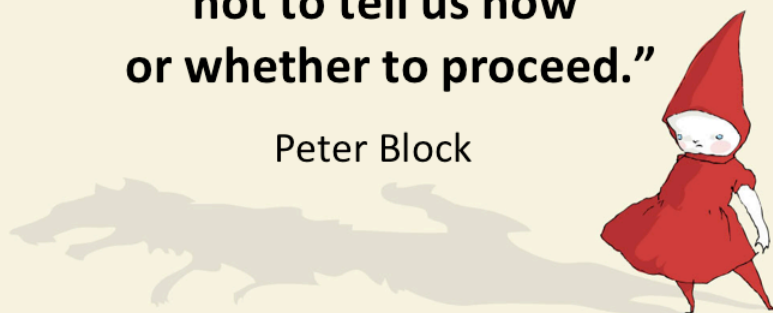 not to tell us how
or whether to proceed.”
Peter Block